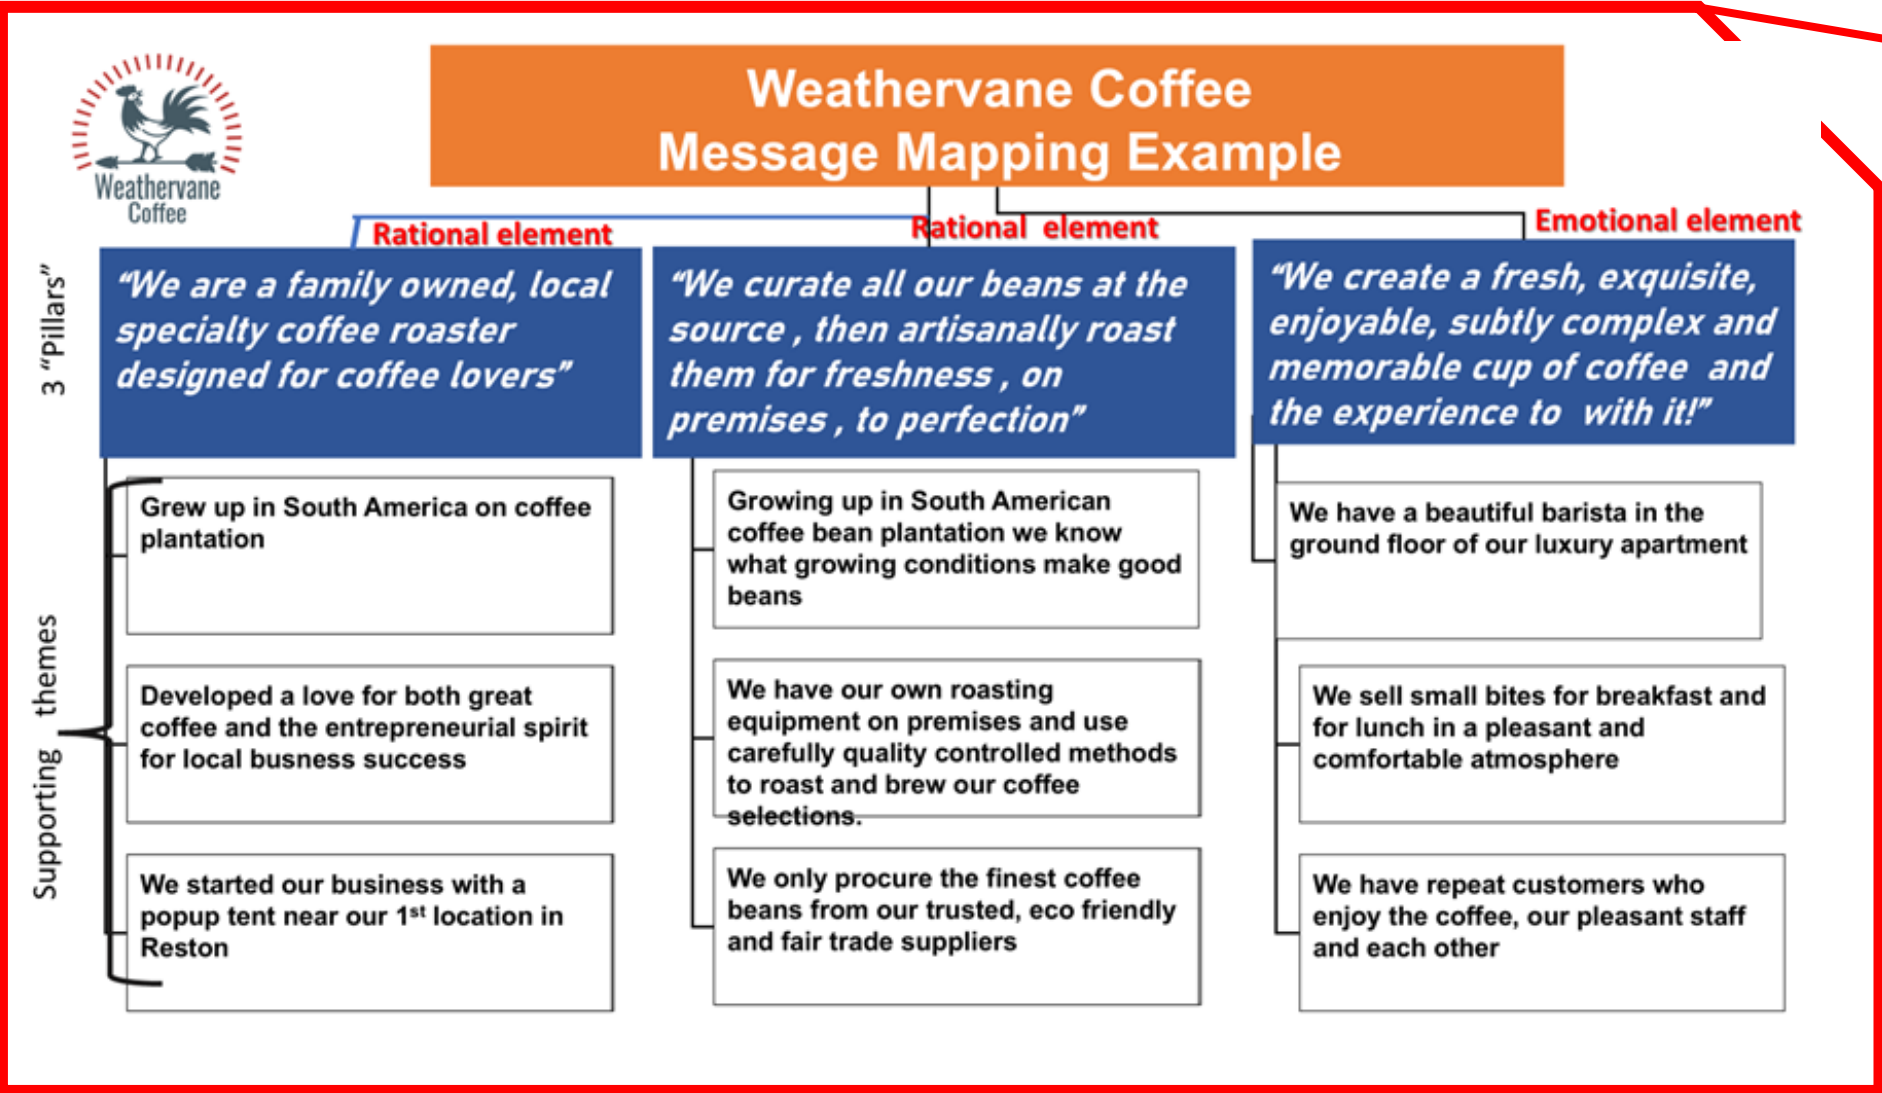 Weathervane Coffee
Message Mapping Example
Weathervane
Coffee
3 “Pillars”
Rational element
“We are a family owned, local
specialty coffee roaster
designed for coffee lovers”
Rational  element
“We curate all our beans at the
source , then artisanally roast
them for freshness , on
premises , to perfection”
Emotional element
“We create a fresh, exquisite,
enjoyable, subtly complex and
memorable cup of coffee  and
the experience to  with it!”
Supporting  themes
Grew up in South America on coffee
plantation
Developed a love for both great
coffee and the entrepreneurial spirit
for local busness success
We started our business with a
popup tent near our 1st location in
Reston
Growing up in South American
coffee bean plantation we know
what growing conditions make good
beans
We have our own roasting
equipment on premises and use
carefully quality controlled methods
to roast and brew our coffee
selections.
We only procure the finest coffee
beans from our trusted, eco friendly
and fair trade suppliers
We have a beautiful barista in the
ground floor of our luxury apartment
We sell small bites for breakfast and
for lunch in a pleasant and
comfortable atmosphere
We have repeat customers who
enjoy the coffee, our pleasant staff
and each other